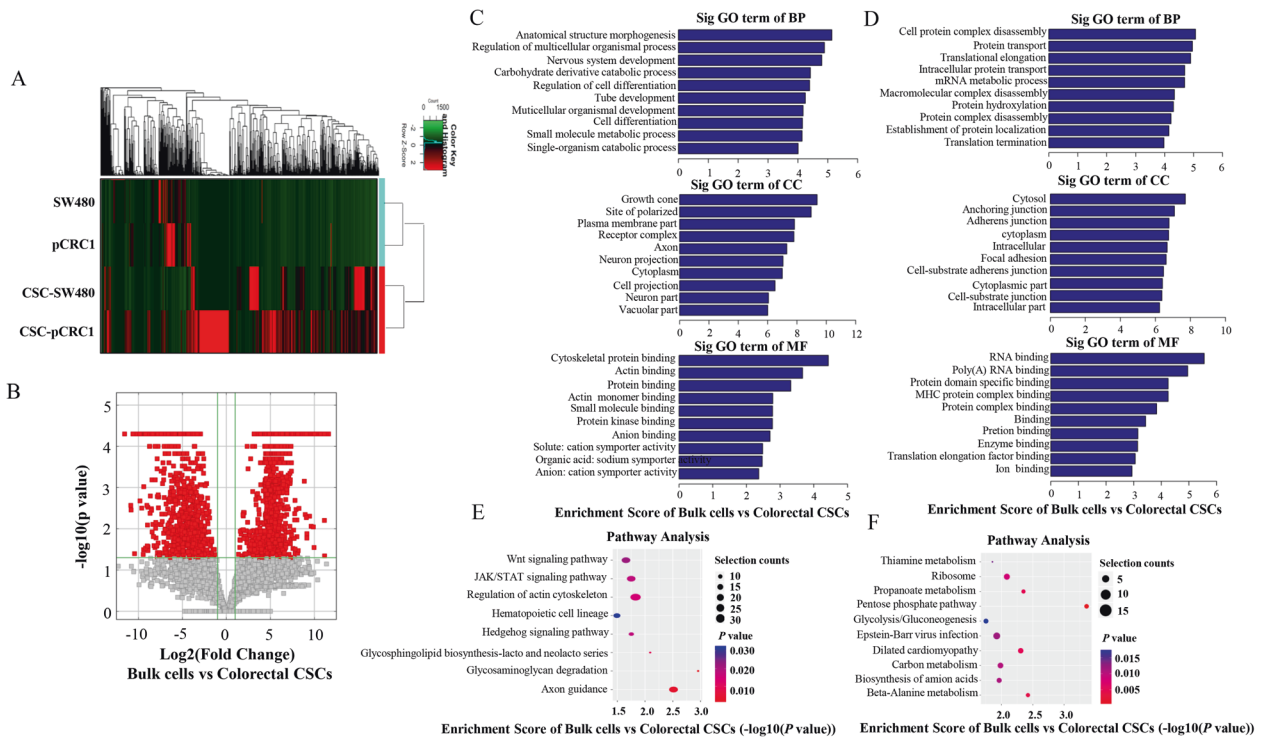 A
Count
0 1500
-2 0 2
Row Z-Score
Color Key
and Histogram
SW480
pCRC1
CSC-SW480
CSC-pCRC1
B
5
4
3
2
1
0
-log10(p value)
-10 -5 0 5 10
Log2(Fold Change)
Bulk cells vs Colorectal CSCs
C
Sig GO term of BP
Anatomical structure morphogenesis
Regulation of multicellular organismal process
Nervous system development
Carbohydrate derivative catabolic process
Regulation of cell differentiation
Tube development
Muticellular organismal development
Cell differentiation
Small molecule metabolic process
Single-organism catabolic process
0 1 2 3 4 5 6
Sig GO term of CC
Growth cone
Site of polarized
Plasma membrane part
Receptor complex
Axon
Neuron projection
Cytoplasm
Cell projection
Neuron part
Vacuolar part
0 2 4 6 8 10 12
Sig GO term of MF
Cytoskeletal protein binding
Actin binding
Protein binding
Actin monomer binding
Small molecule binding
Protein kinase binding
Anion binding
Solute: cation symporter activity
Organic acid: sodium symporter activity
Anion: cation symporter activity
0 1 2 3 4 5
D
Sig GO term of BP
Cell protein complex disassembly
Protein transport
Translational elongation
Intracellular protein transport
mRNA metabolic process
Macromolecular complex disassembly
Protein hydroxylation
Protein complex disassembly
Establishment of protein localization
Translation termination
0 1 2 3 4 5 6
Sig GO term of CC
Cytosol
Anchoring junction
Adherens junction
cytoplasm
Intracellular
Focal adhesion
Cell-substrate adherens junction
Cytoplasmic part
Cell-substrate junction
Intracellular part
0 2 4 6 8 10
Sig GO term of MF
RNA binding
Poly(A) RNA binding
Protein domain specific binding
MHC protein complex binding
Protein complex binding
Binding
Pretion binding
Enzyme binding
Translation elongation factor binding
Ion binding
0 1 2 3 4 5 6
Enrichment Score of Bulk cells vs Colorectal CSCs
E
Pathway Analysis
Wnt signaling pathway
JAK/STAT signaling pathway
Regulation of actin cytoskeleton
Hematopoietic cell lineage
Hedgehog signaling pathway
Glycosphingolipid biosynthesis-lacto and neolacto series
Glycosaminoglycan degradation
Axon guidance
1.5 2.0 2.5 3.0
Selection counts
10
15
20
25
30
P value
0.030
0.020
0.010
Enrichment Score of Bulk cells vs Colorectal CSCs (-log10(P value))
F
Pathway Analysis
Thiamine metabolism
Ribosome
Propanoate metabolism
Pentose phosphate pathway
Glycolysis/Gluconeogenesis
Epstein-Barr virus infection
Dilated cardiomyopathy
Carbon metabolism
Biosynthesis of amion acids
Beta-Alanine metabolism
2.0 2.5 3.0
Selection counts
5
10
15
P value
0.015
0.010
0.005
Enrichment Score of Bulk cells vs Colorectal CSCs (-log10(P value))